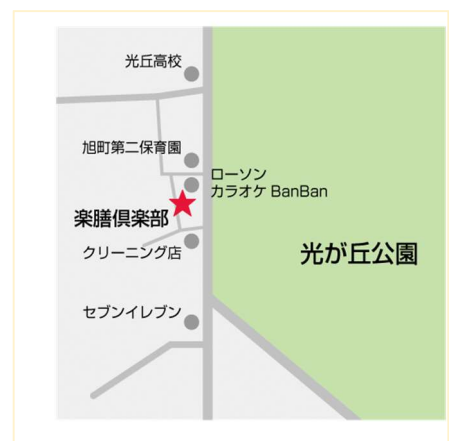 光丘高校
旭町第二保育園
ローソン
カラオケ BanBan
楽膳倶楽部
クリーニング店
光が丘公園
セブンイレブン